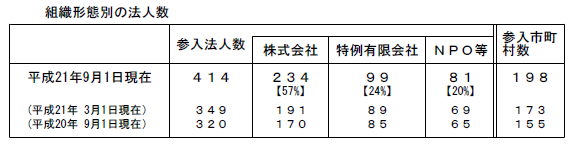 組織形態別の法人数
参入法人数 株式会社 特例有限会社 ＮＰＯ等 参入市町村数
平成21年9月1日現在 ４１４ ２３４ ９９ ８１ １９８
【57%】 【24%】 【20%】
（平成21年 3月1日現在） ３４９ １９１ ８９ ６９ １７３
（平成20年 9月1日現在） ３２０ １７０ ８５ ６５ １５５